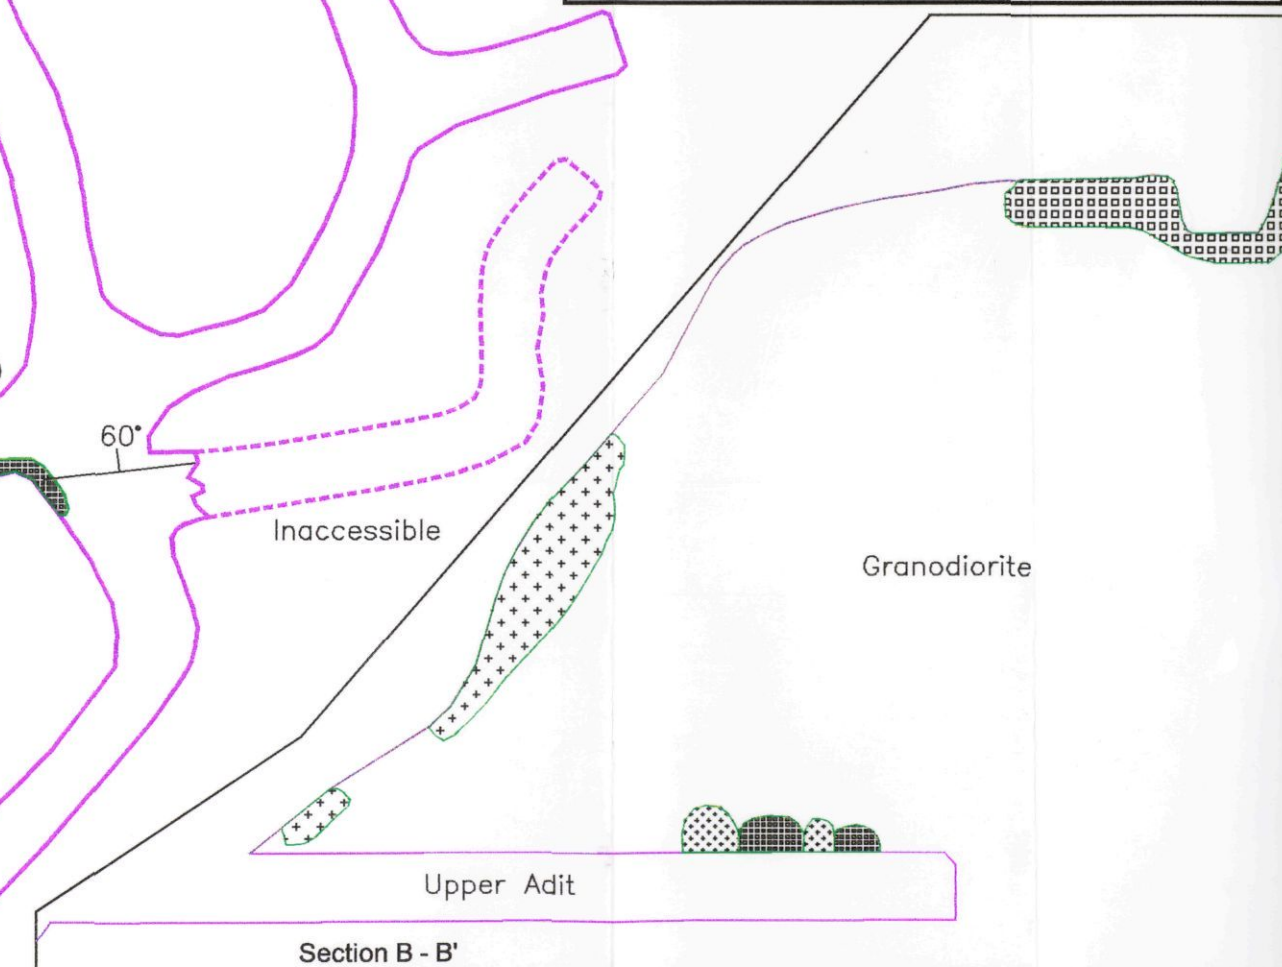 60°
Inaccessible
Granodiorite
Upper Adit
Section B - B'